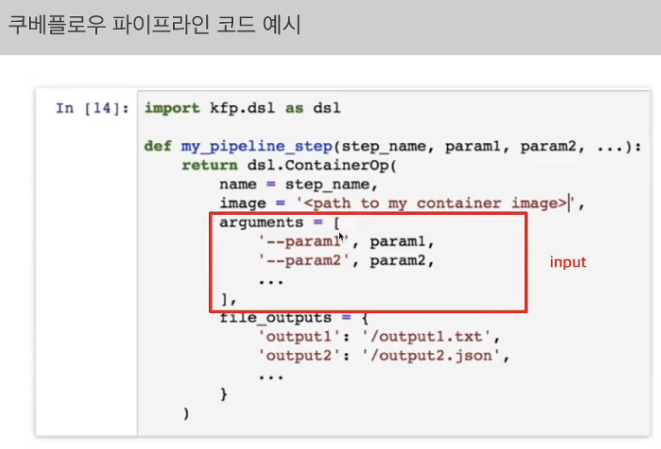 쿠베플로우 파이프라인 코드 예시
In [14]: import kfp.dsl as dsl
def my_pipeline_step(step_name, param1, param2, ...):
return dsl.ContainerOp(
name = step_name,
image = '<path to my container image>',
arguments = [
'--param1', param1,
'--param2', param2,
...
],
input
file_outputs = {
'output1': '/output1.txt',
'output2': '/output2.json',
...
}
)